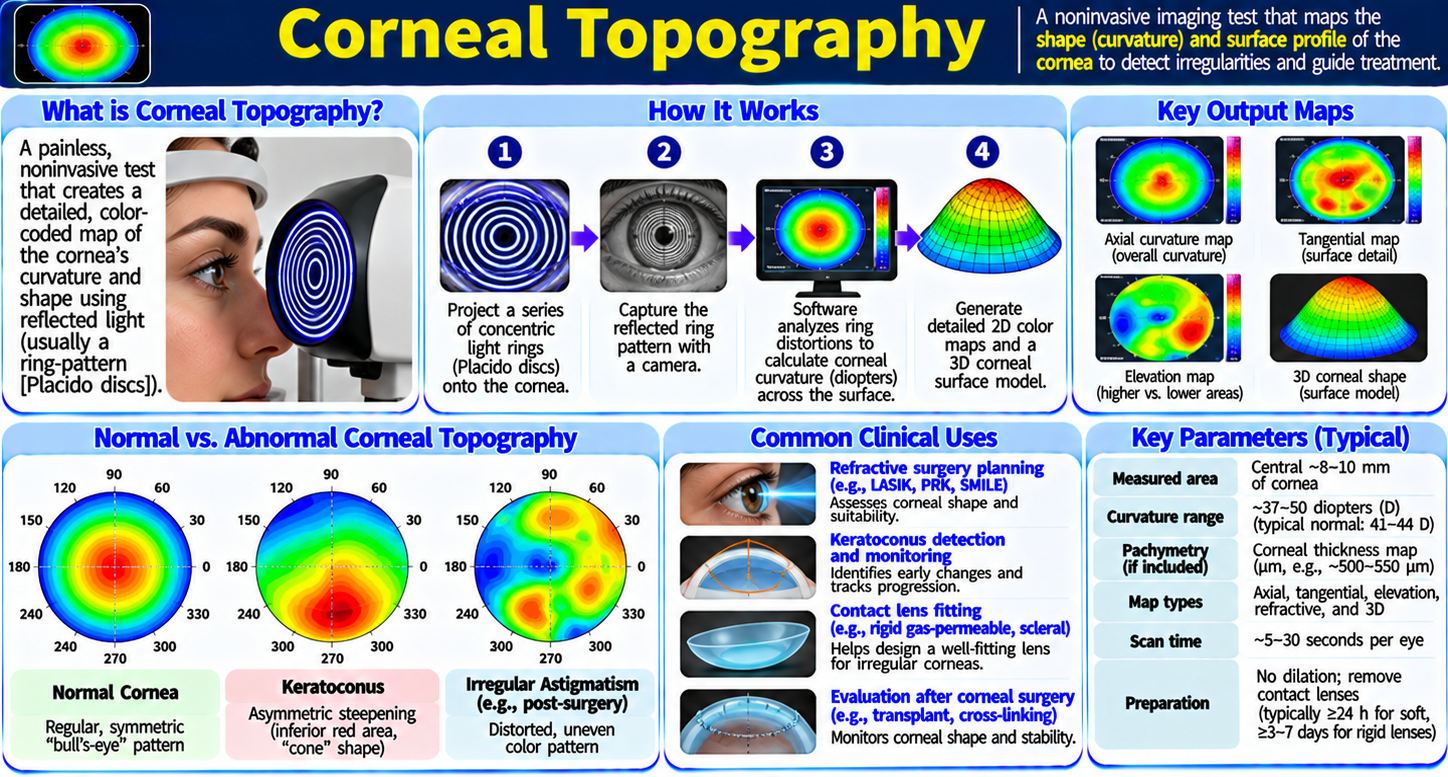 Corneal Topography
A noninvasive imaging test that maps the
shape (curvature) and surface profile of the
cornea to detect irregularities and guide treatment.
What is Corneal Topography?
A painless,
noninvasive test
that creates a
detailed, color-
coded map of
the cornea's
curvature and
shape using
reflected light
(usually a
ring-pattern
[Placido discs]).
How It Works
1
2
3
4
Project a series
of concentric
light rings
(Placido discs)
onto the cornea.
Capture the
reflected ring
pattern with
a camera.
Software
analyzes ring
distortions to
calculate corneal
curvature (diopters)
across the surface.
Generate
detailed 2D color
maps and a
3D corneal
surface model.
Key Output Maps
Axial curvature map
(overall curvature)
Tangential map
(surface detail)
Elevation map
(higher vs. lower areas)
3D corneal shape
(surface model)
Normal vs. Abnormal Corneal Topography
90
120 60
150
180
240
240
270
300
330
0
90
120 60
150 30
180 0
240 330
300 300
270
90
120 60
150 30
180 0
240 330
300 300
270
Normal Cornea
Regular, symmetric
"bull's-eye" pattern
Keratoconus
Asymmetric steepening
(inferior red area,
"cone" shape)
Irregular Astigmatism
(e.g., post-surgery)
Distorted, uneven
color pattern
Common Clinical Uses
Refractive surgery planning
(e.g., LASIK, PRK, SMILE)
Assesses corneal shape and
suitability.
Keratoconus detection
and monitoring
Identifies early changes and
tracks progression.
Contact lens fitting
(e.g., rigid gas-permeable, scleral)
Helps design a well-fitting lens
for irregular corneas.
Evaluation after corneal surgery
(e.g., transplant, cross-linking)
Monitors corneal shape and stability.
Key Parameters (Typical)
Measured area
Central ~8–10 mm
of cornea
Curvature range
~37–50 diopters (D)
(typical normal: 41–44 D)
Pachymetry
(if included)
Corneal thickness map
(µm, e.g., ~500–550 µm)
Map types
Axial, tangential, elevation,
refractive, and 3D
Scan time
~5–30 seconds per eye
Preparation
No dilation; remove
contact lenses
(typically ≥24 h for soft,
≥3–7 days for rigid lenses)